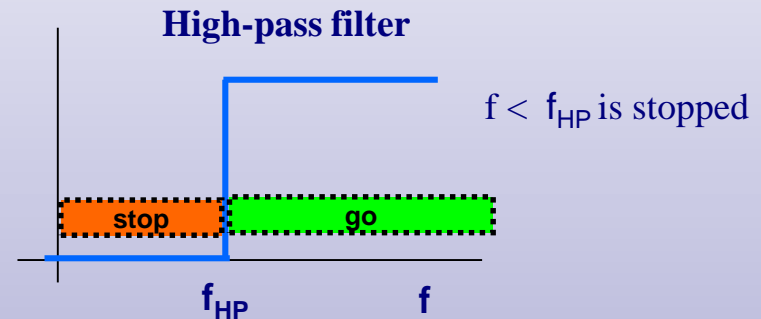 High-pass filter
f < fHP is stopped
stop
go
fHP
f